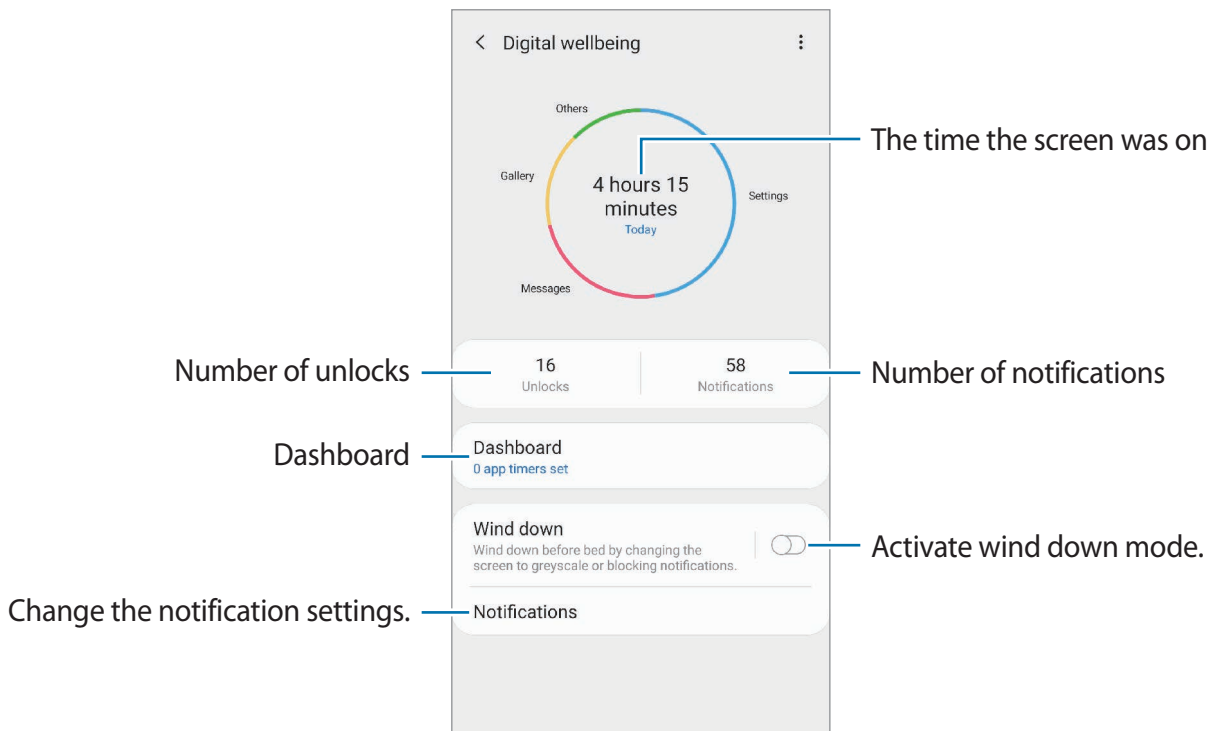 Digital wellbeing
Others
The time the screen was on
Gallery
4 hours 15
minutes
Settings
Today
Messages
Number of unlocks
16
Unlocks
58
Notifications
Number of notifications
Dashboard
Dashboard
0 app timers set
Wind down
Wind down before bed by changing the
screen to greyscale or blocking notifications.
Activate wind down mode.
Change the notification settings.
Notifications